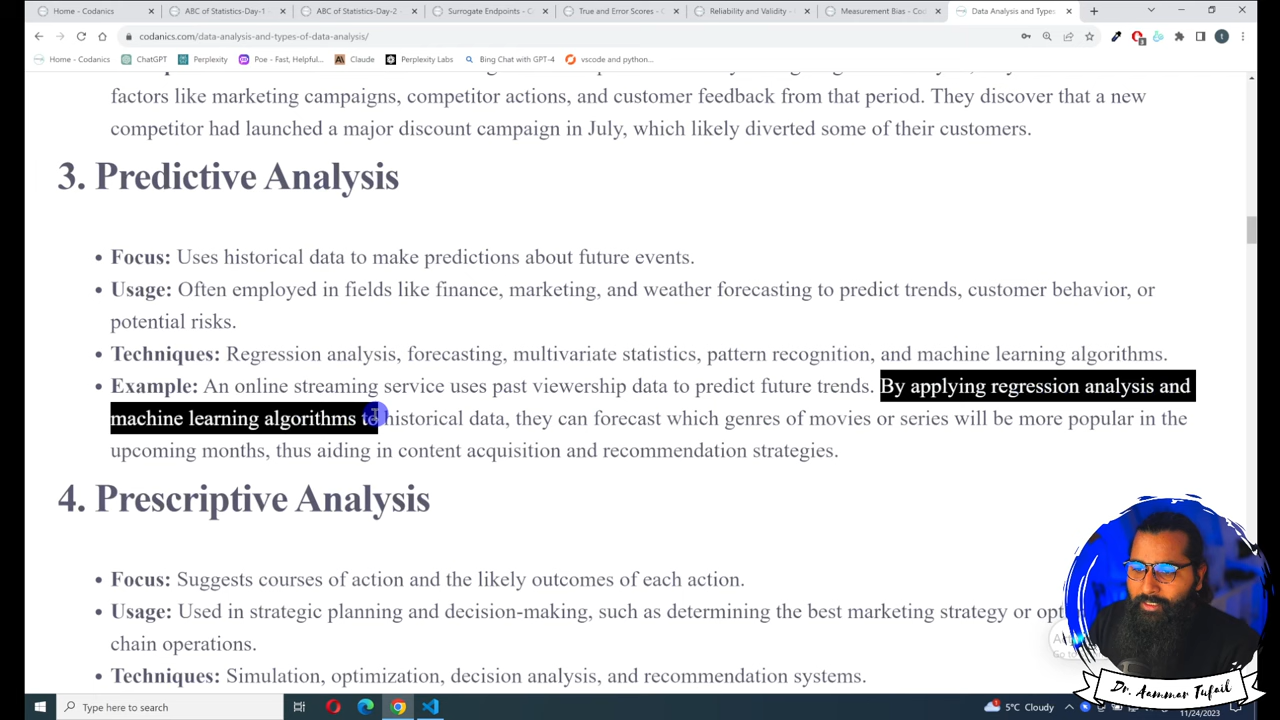 Home - Codanics
ABC of Statistics-Day-1
ABC of Statistics-Day-2 -
Surrogate Endpoints - C
True and Error Scores - C
Reliability and Validity -
Measurement Bias - Cod
Data Analysis and Types
codanics.com/data-analysis-and-types-of-data-analysis/
Home - Codanics
ChatGPT
Perplexity
Poe - Fast, Helpful...
Claude
Perplexity Labs
Bing Chat with GPT-4
vscode and python...
factors like marketing campaigns, competitor actions, and customer feedback from that period. They discover that a new
competitor had launched a major discount campaign in July, which likely diverted some of their customers.
3. Predictive Analysis
• Focus: Uses historical data to make predictions about future events.
• Usage: Often employed in fields like finance, marketing, and weather forecasting to predict trends, customer behavior, or
potential risks.
• Techniques: Regression analysis, forecasting, multivariate statistics, pattern recognition, and machine learning algorithms.
• Example: An online streaming service uses past viewership data to predict future trends. By applying regression analysis and
machine learning algorithms to historical data, they can forecast which genres of movies or series will be more popular in the
upcoming months, thus aiding in content acquisition and recommendation strategies.
4. Prescriptive Analysis
• Focus: Suggests courses of action and the likely outcomes of each action.
• Usage: Used in strategic planning and decision-making, such as determining the best marketing strategy or
chain operations.
• Techniques: Simulation, optimization, decision analysis, and recommendation systems.
Dr. Aammar Tufail
Type here to search
5°C Cloudy
11/24/2023